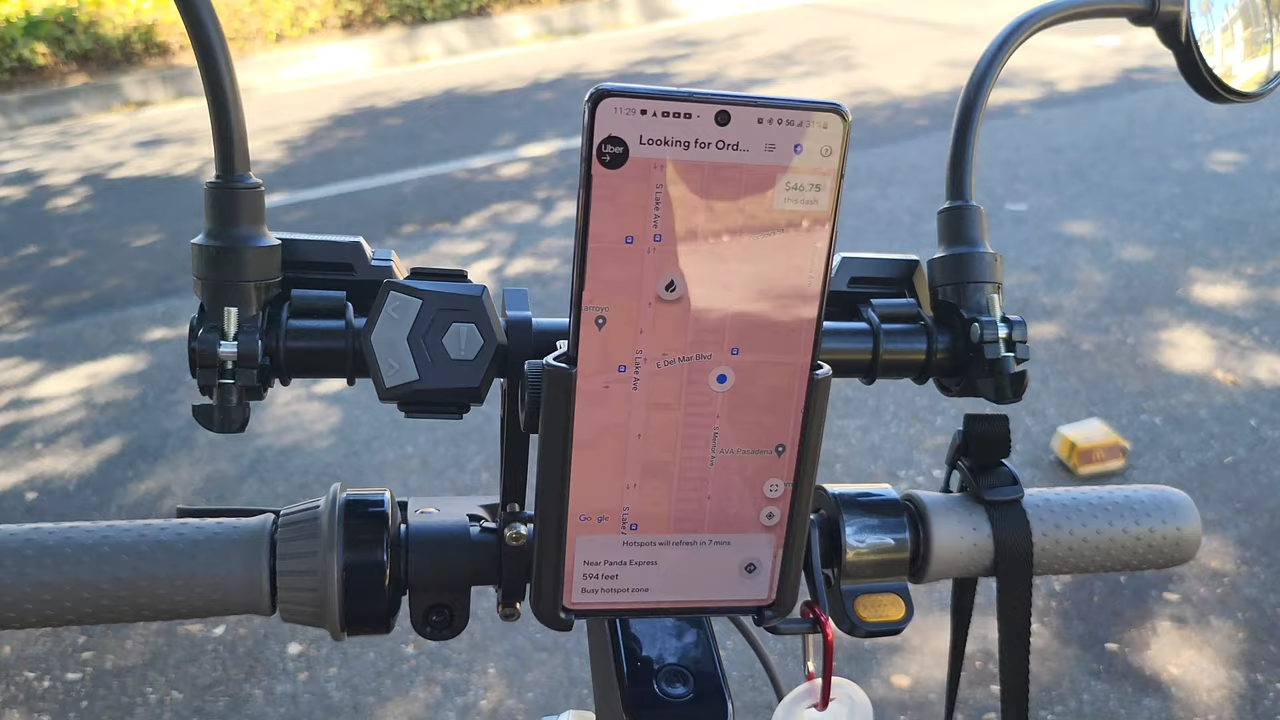 11:29
5G
31%
Uber
Looking for Ord...
$46.75
this dash
S Lake Ave
arroyo
S Lake Ave
E Del Mar Blvd
S Mentor Ave
AVA Pasadena
Google
S Lake A
Hotspots will refresh in 7 mins
Near Panda Express
594 feet
Busy hotspot zone